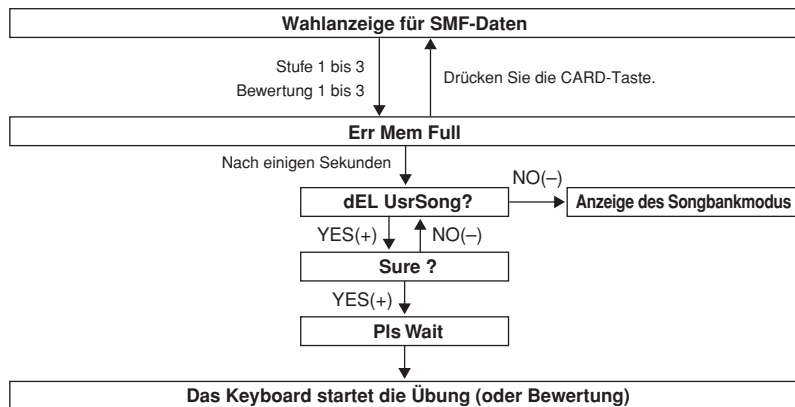 Wahlanzeige für SMF-Daten
Stufe 1 bis 3
Bewertung 1 bis 3
Drücken Sie die CARD-Taste.
Err Mem Full
Nach einigen Sekunden
dEL UsrSong?
NO(–)
Anzeige des Songbankmodus
YES(+)
NO(–)
Sure ?
YES(+)
Pls Wait
Das Keyboard startet die Übung (oder Bewertung)